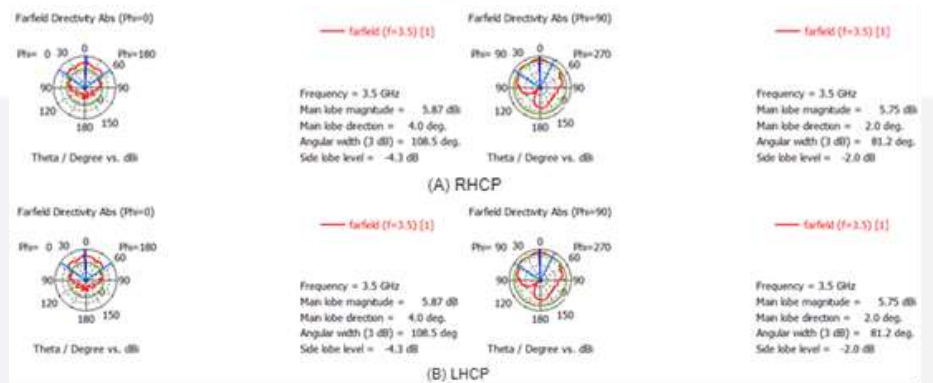 Farfield Directivity Abs (Phi=0)
Phi= 0 30 0 Phi=180
60
90 90
120
180 150
Theta / Degree vs. dBi
farfield (f=3.5) [1]
Frequency = 3.5 GHz
Main lobe magnitude = 5.87 dBi
Main lobe direction = 4.0 deg.
Angular width (3 dB) = 108.5 deg.
Side lobe level = -4.3 dB
Farfield Directivity Abs (Phi=90)
Phi= 90 30 0 Phi=270
60
90 90
120
180 150
Theta / Degree vs. dBi
farfield (f=3.5) [1]
Frequency = 3.5 GHz
Main lobe magnitude = 5.75 dBi
Main lobe direction = 2.0 deg.
Angular width (3 dB) = 81.2 deg.
Side lobe level = -2.0 dB
(A) RHCP
Farfield Directivity Abs (Phi=0)
Phi= 0 30 0 Phi=180
60
90 90
120
180 150
Theta / Degree vs. dBi
farfield (f=3.5) [1]
Frequency = 3.5 GHz
Main lobe magnitude = 5.87 dBi
Main lobe direction = 4.0 deg.
Angular width (3 dB) = 108.5 deg.
Side lobe level = -4.3 dB
Farfield Directivity Abs (Phi=90)
Phi= 90 30 0 Phi=270
60
90 90
120
180 150
Theta / Degree vs. dBi
farfield (f=3.5) [1]
Frequency = 3.5 GHz
Main lobe magnitude = 5.75 dBi
Main lobe direction = 2.0 deg.
Angular width (3 dB) = 81.2 deg.
Side lobe level = -2.0 dB
(B) LHCP